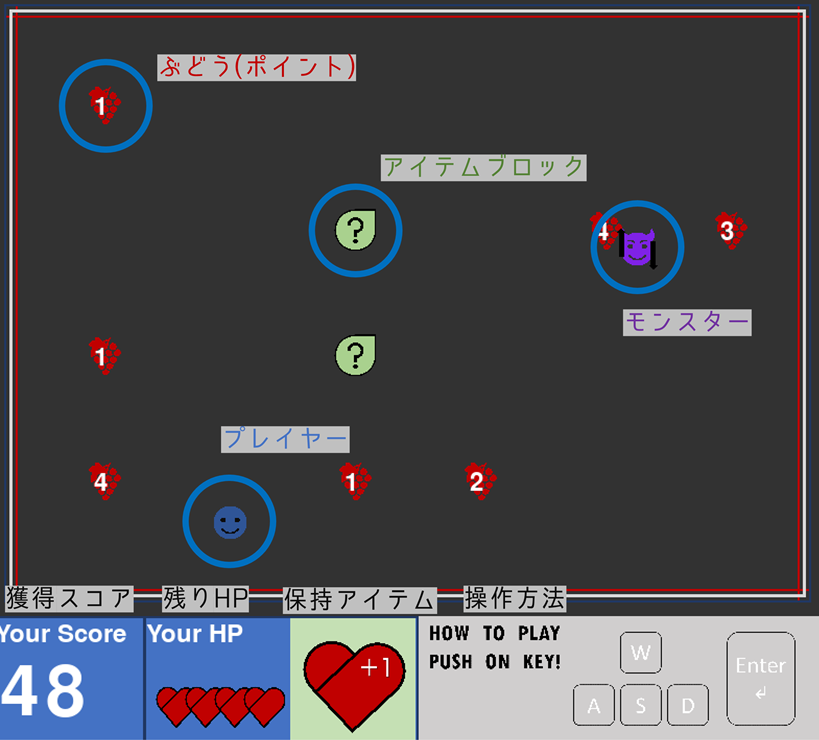 ぶどう(ポイント)
1
アイテムブロック
?
4
3
モンスター
1
?
プレイヤー
4
1
2
獲得スコア
残りHP
保持アイテム
操作方法
Your Score
48
Your HP
+1
HOW TO PLAY
PUSH ON KEY!
W
A
S
D
Enter
↲